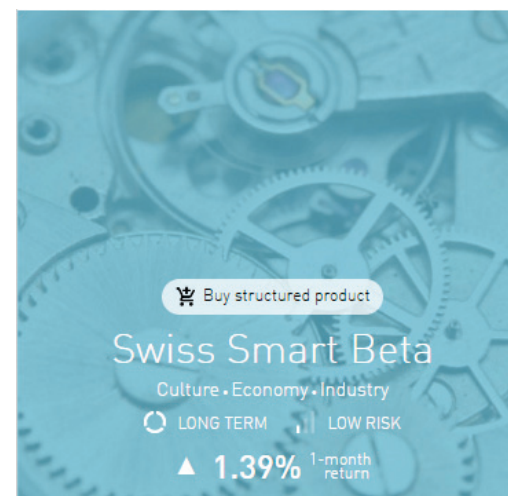 Buy structured product
Swiss Smart Beta
Culture • Economy • Industry
LONG TERM LOW RISK
▲ 1.39% 1-month
return